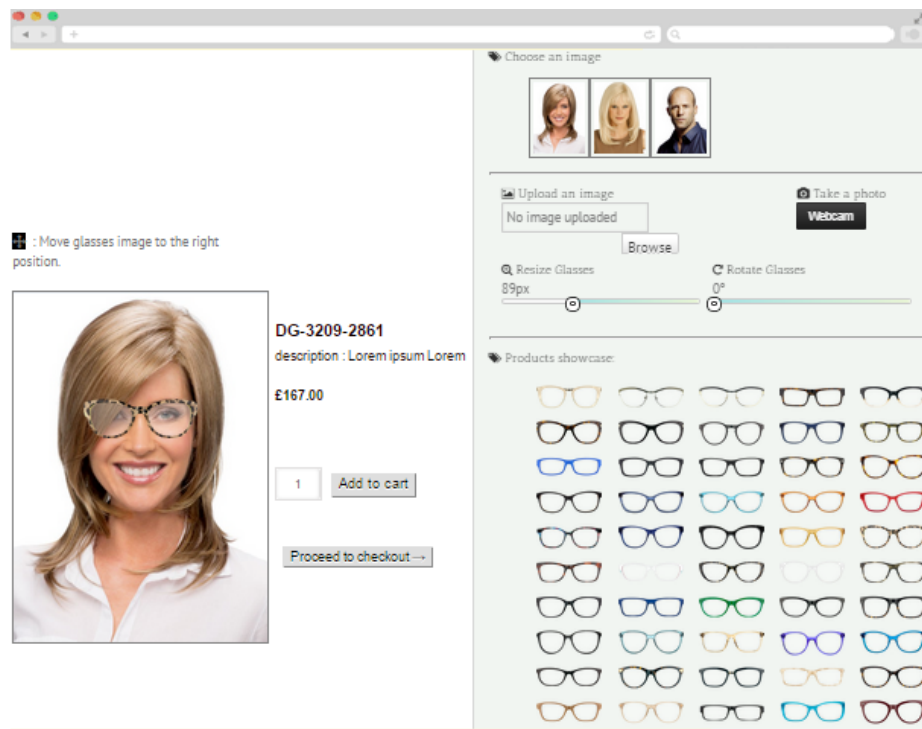 Choose an image
Upload an image
Take a photo
No image uploaded
Webcam
Browse
: Move glasses image to the right
position.
Resize Glasses
Rotate Glasses
89px
0°
DG-3209-2861
description : Lorem ipsum Lorem
£167.00
1
Add to cart
Proceed to checkout →
Products showcase: